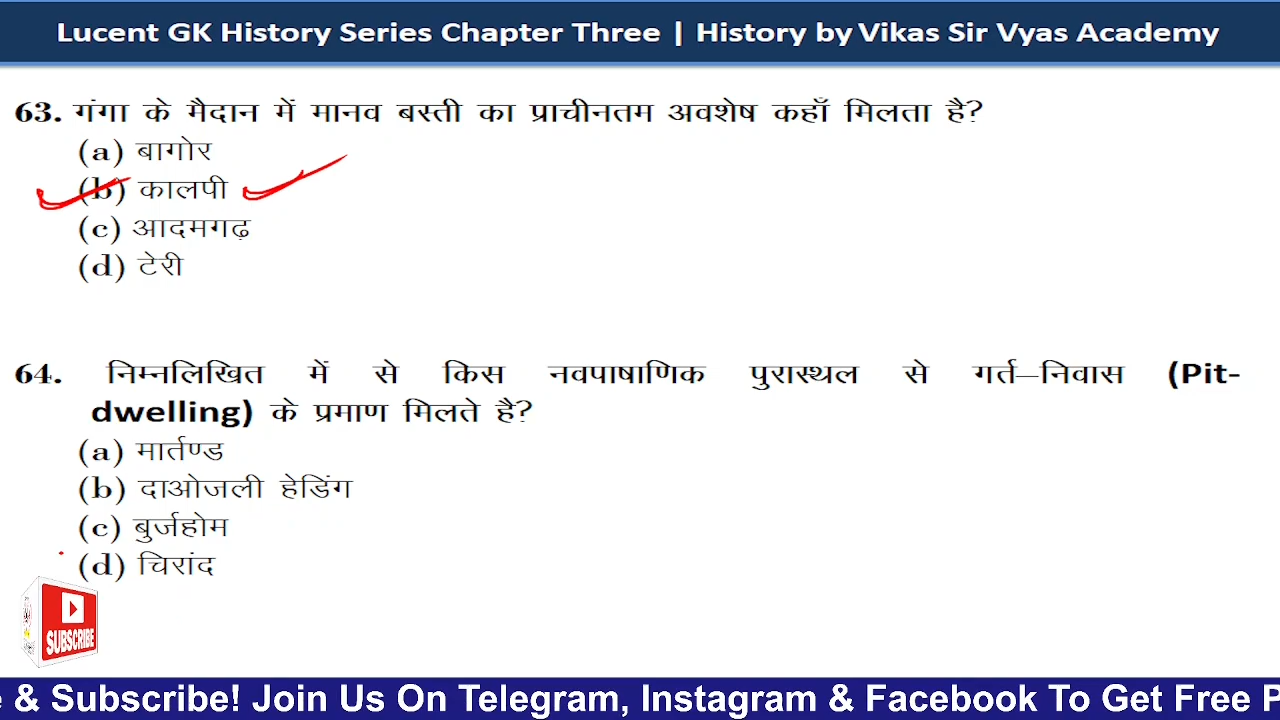 Lucent GK History Series Chapter Three | History by Vikas Sir Vyas Academy
63. गंगा के मैदान में मानव बस्ती का प्राचीनतम अवशेष कहाँ मिलता है?
(a) बागोर
(b) कालपी
(c) आदमगढ़
(d) टेरी
64. निम्नलिखित में से किस नवपाषाणिक पुरास्थल से गर्त–निवास (Pit-
dwelling) के प्रमाण मिलते है?
(a) मार्तण्ड
(b) दाओजली हेडिंग
(c) बुर्जहोम
(d) चिरांद
SUBSCRIBE
e & Subscribe! Join Us On Telegram, Instagram & Facebook To Get Free P